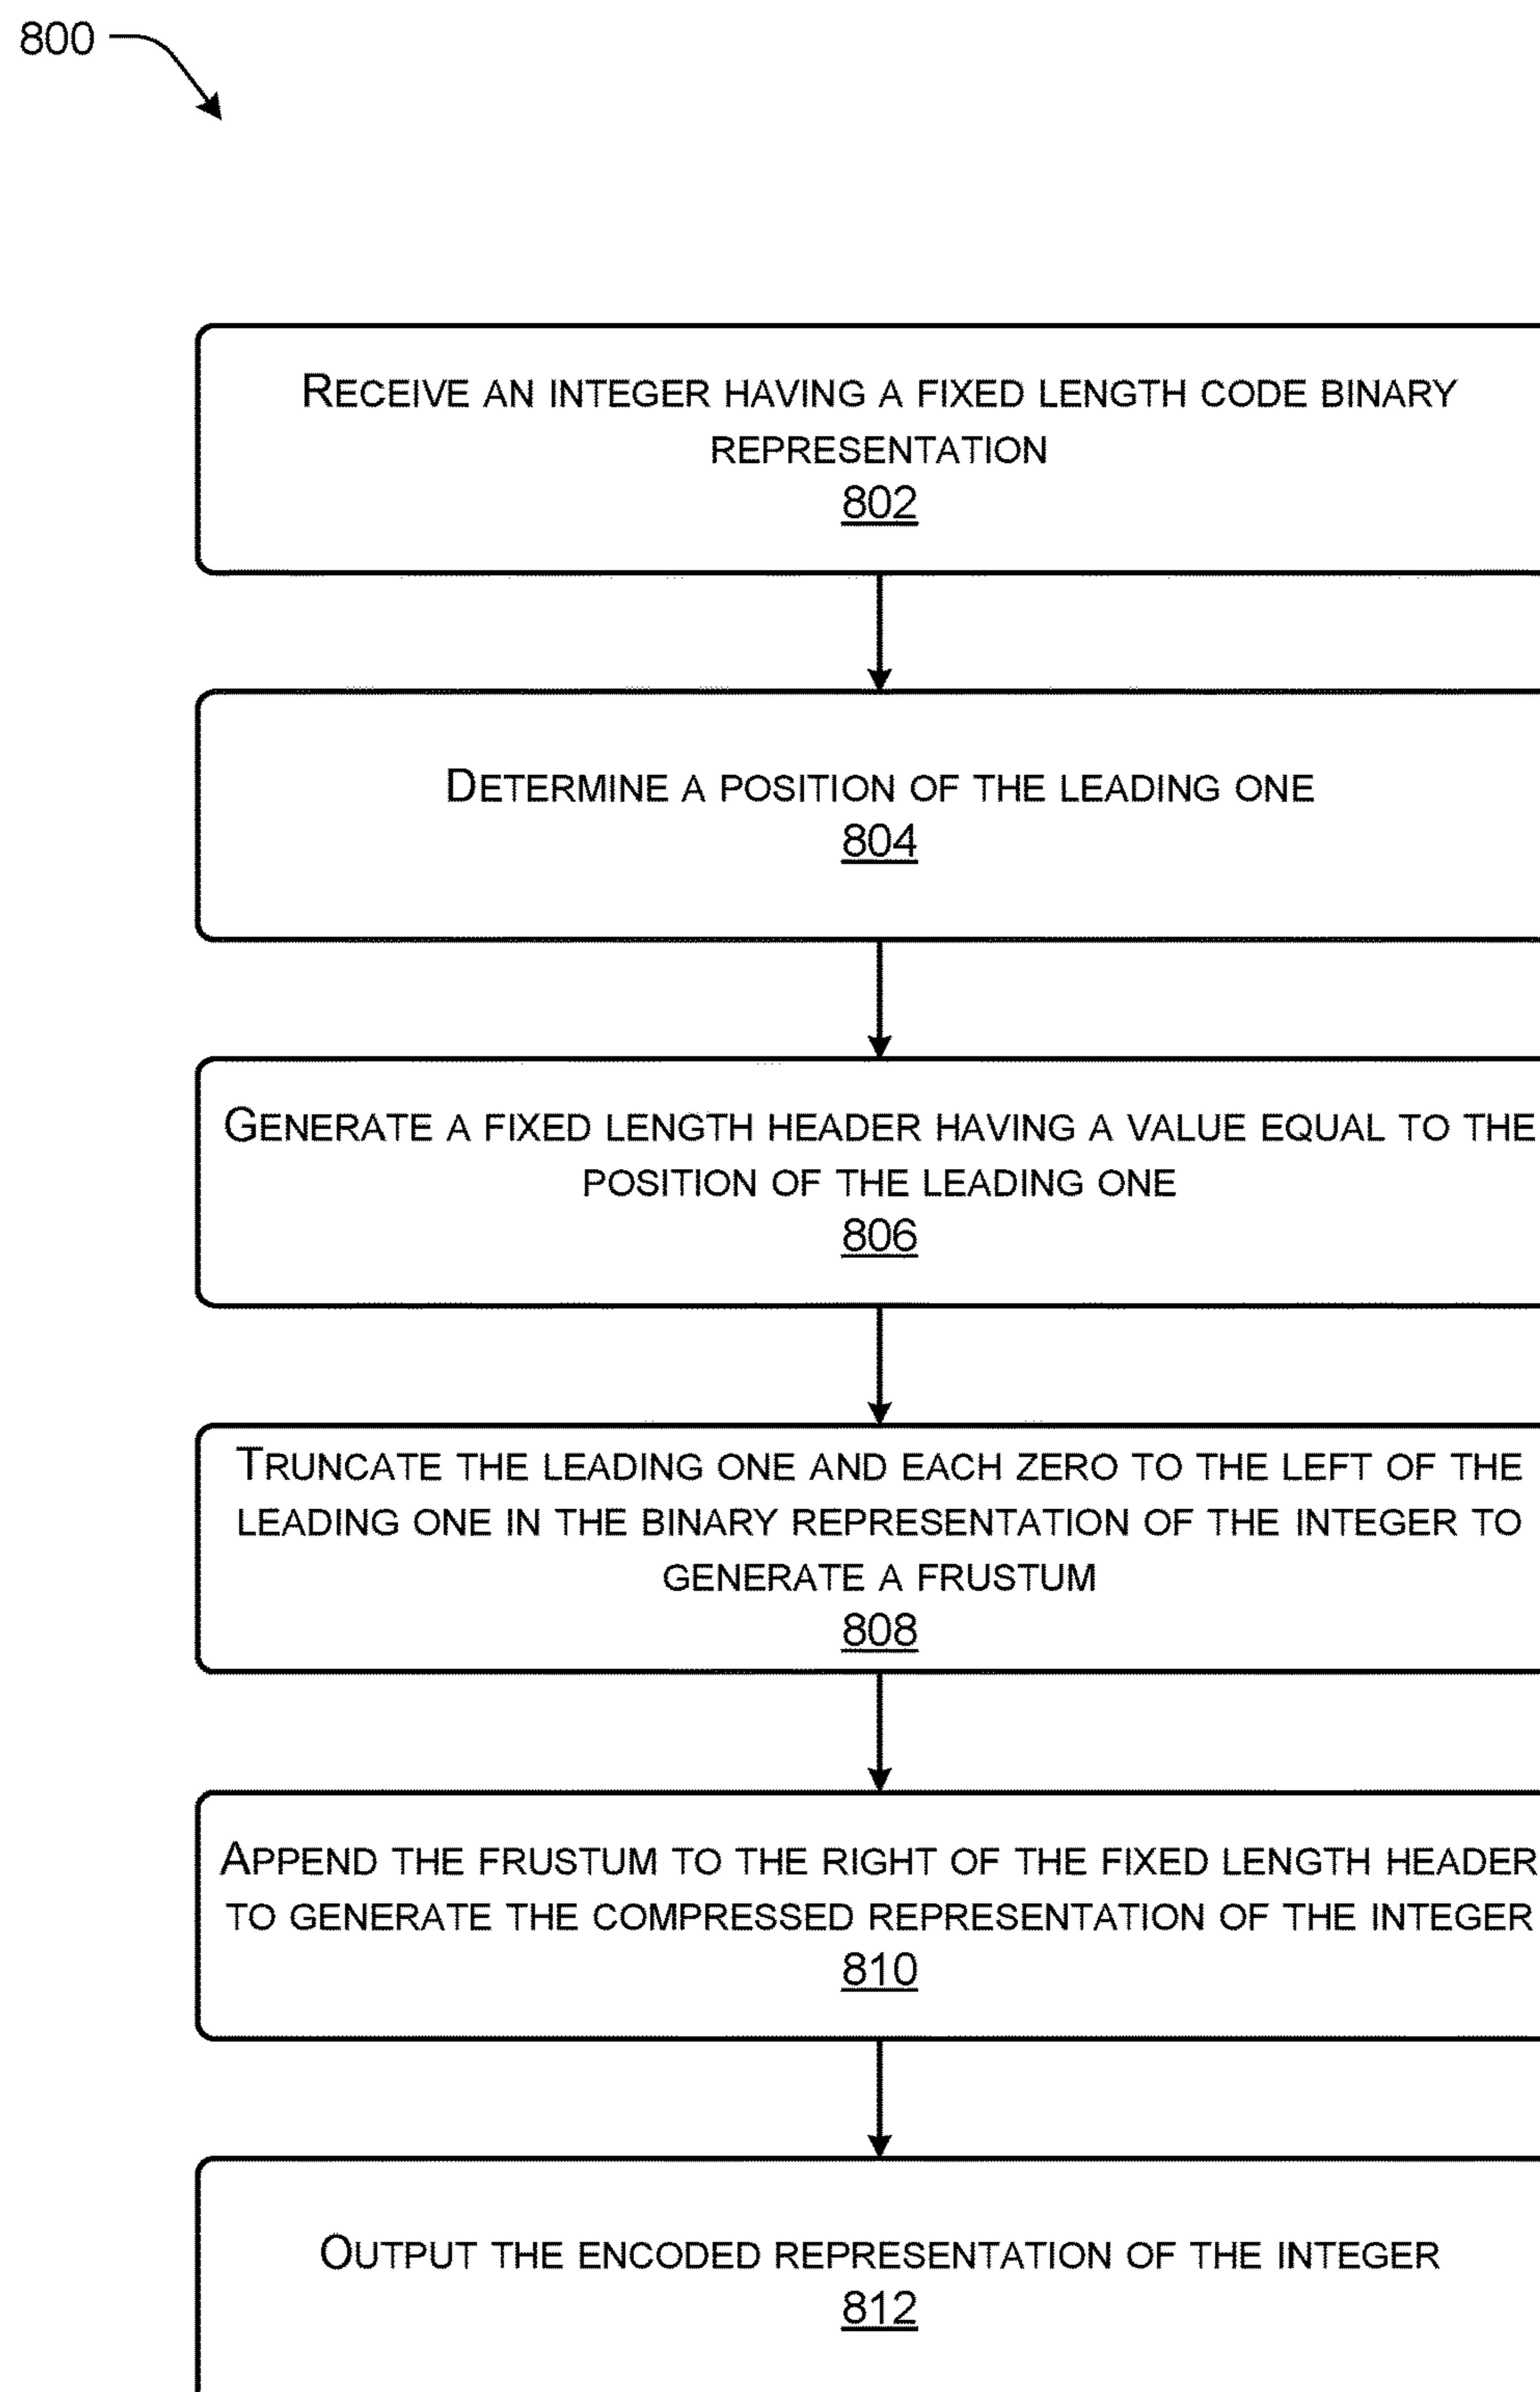 800
RECEIVE AN INTEGER HAVING A FIXED LENGTH CODE BINARY
REPRESENTATION
802
DETERMINE A POSITION OF THE LEADING ONE
804
GENERATE A FIXED LENGTH HEADER HAVING A VALUE EQUAL TO THE
POSITION OF THE LEADING ONE
806
TRUNCATE THE LEADING ONE AND EACH ZERO TO THE LEFT OF THE
LEADING ONE IN THE BINARY REPRESENTATION OF THE INTEGER TO
GENERATE A FRUSTUM
808
APPEND THE FRUSTUM TO THE RIGHT OF THE FIXED LENGTH HEADER
TO GENERATE THE COMPRESSED REPRESENTATION OF THE INTEGER
810
OUTPUT THE ENCODED REPRESENTATION OF THE INTEGER
812